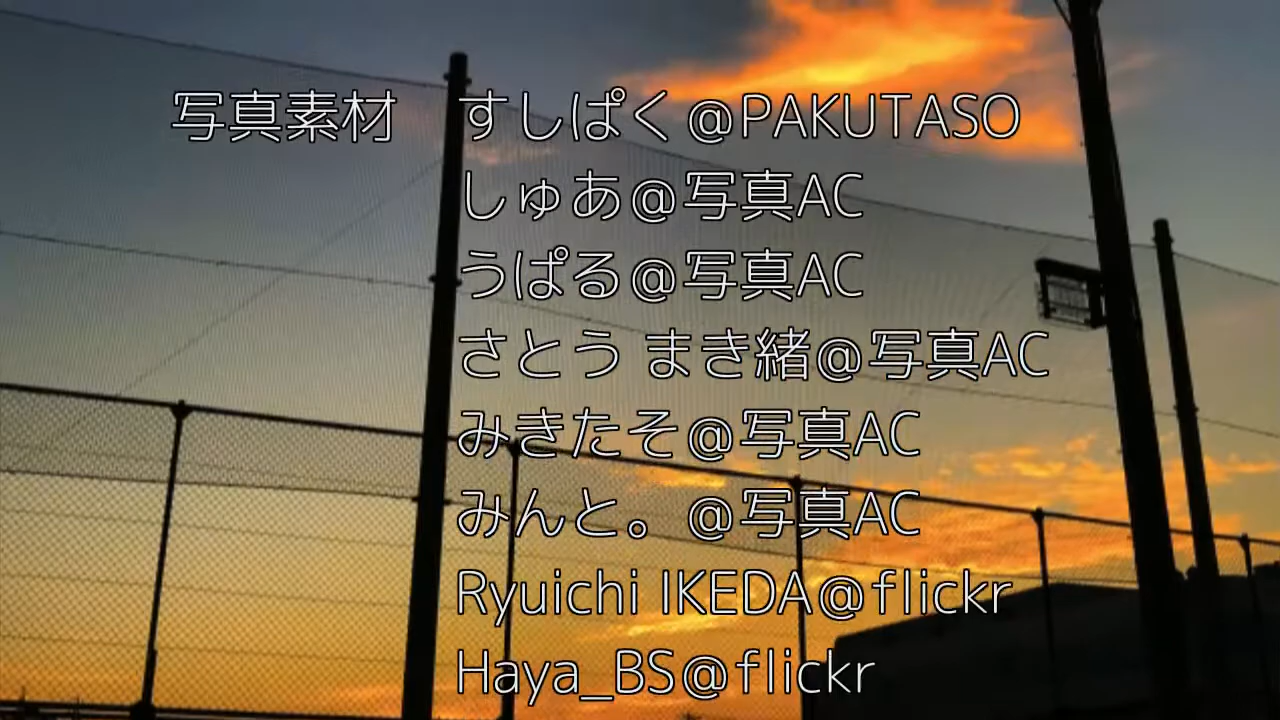 写真素材　すしぱく@PAKUTASO
しゅあ@写真AC
うぱる@写真AC
さとう まさ緒@写真AC
みきたそ@写真AC
みんと。@写真AC
Ryuichi IKEDA@flickr
Haya_BS@flickr